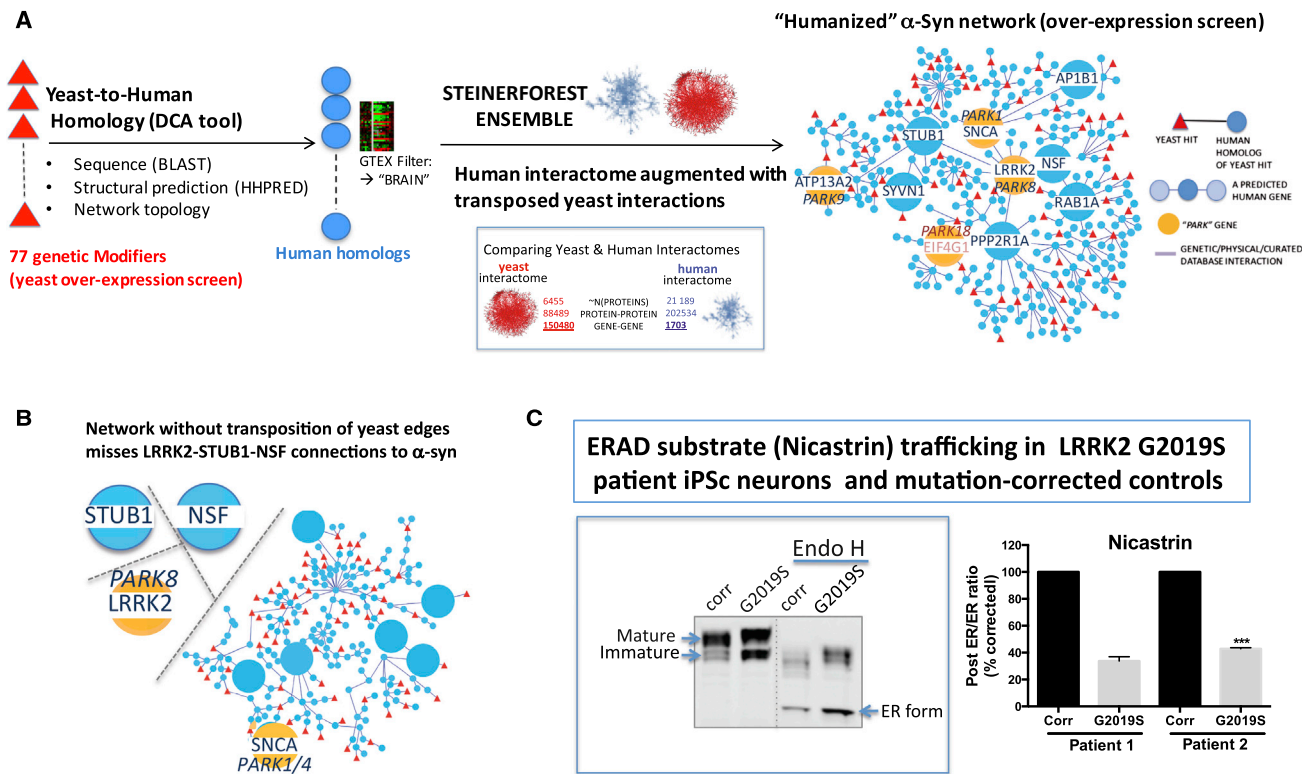 A
"Humanized" α-Syn network (over-expression screen)
Yeast-to-Human
Homology (DCA tool)
• Sequence (BLAST)
• Structural prediction (HHPRED)
• Network topology
77 genetic Modifiers
(yeast over-expression screen)
Human homologs
GTEX Filter:
→ "BRAIN"
STEINERFOREST
ENSEMBLE
Human interactome augmented with
transposed yeast interactions
Comparing Yeast & Human Interactomes
yeast
interactome
human
interactome
6455 ~N(PROTEINS) 21 189
88489 PROTEIN-PROTEIN 202534
150480 GENE-GENE 1703
AP1B1
PARK1
SNCA
STUB1
NSF
LRRK2
PARK8
ATP13A2
PARK9
SYVN1
RAB1A
PARK18
EIF4G1
PPP2R1A
YEAST HIT
HUMAN
HOMOLOG
OF YEAST HIT
A PREDICTED
HUMAN GENE
"PARK" GENE
GENETIC/PHYSICAL/CURATED
DATABASE INTERACTION
B
Network without transposition of yeast edges
misses LRRK2-STUB1-NSF connections to α-syn
STUB1
NSF
PARK8
LRRK2
SNCA
PARK1/4
C
ERAD substrate (Nicastrin) trafficking in LRRK2 G2019S
patient iPSc neurons and mutation-corrected controls
Endo H
corr
G2019S
corr
G2019S
Mature
Immature
ER form
Nicastrin
Post ER/ER ratio
(% correctedl)
120
100
80
60
40
20
0
***
Corr G2019S Corr G2019S
Patient 1 Patient 2